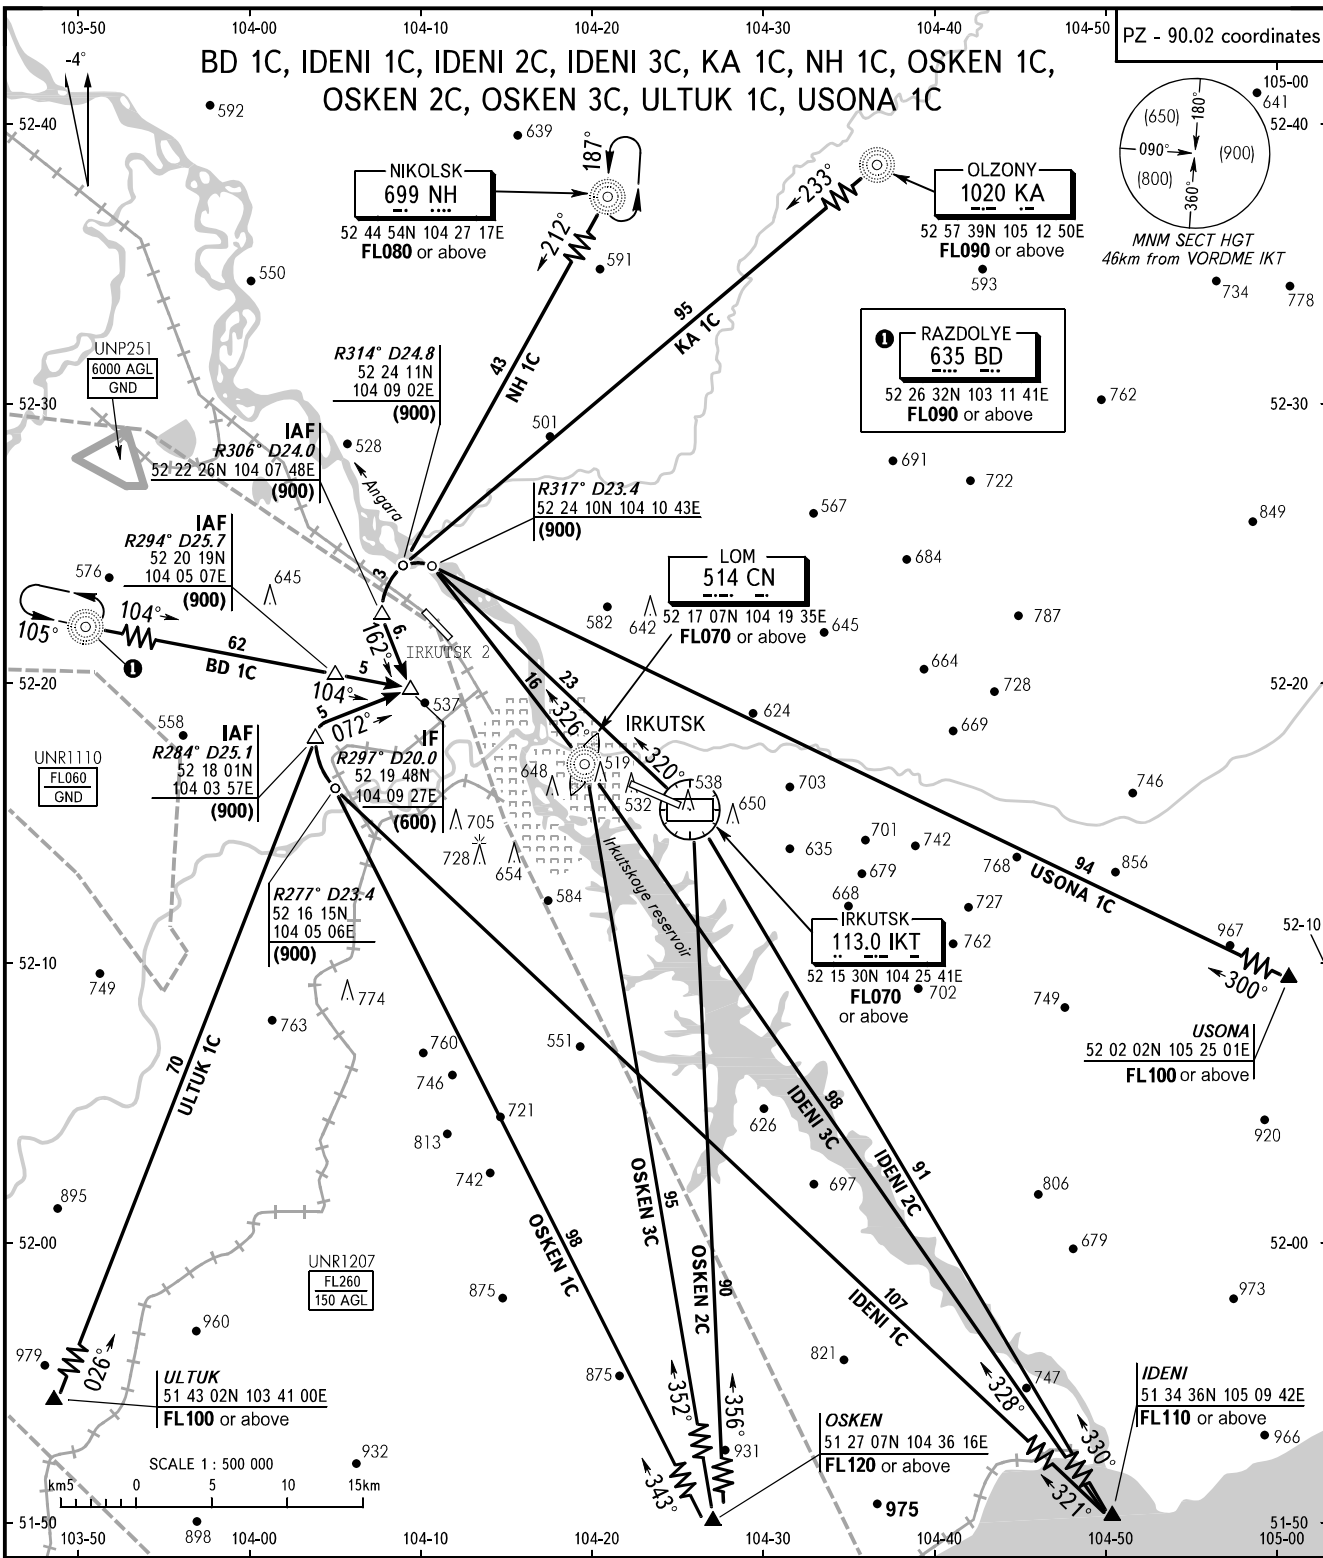 103-50
104-00
104-10
104-20
104-30
104-40
104-50
PZ - 90.02 coordinates
-4°
BD 1C, IDENI 1C, IDENI 2C, IDENI 3C, KA 1C, NH 1C, OSKEN 1C,
OSKEN 2C, OSKEN 3C, ULTUK 1C, USONA 1C
105-00
641
592
52-40
639
52-40
(650)
180°
090°
(900)
(800)
360°
MNM SECT HGT
46km from VORDME IKT
NIKOLSK
699 NH
52 44 54N 104 27 17E
FL080 or above
187°
212°
591
233°
OLZONY
1020 KA
52 57 39N 105 12 50E
FL090 or above
593
734
778
550
UNP251
6000 AGL
GND
R314° D24.8
52 24 11N
104 09 02E
(900)
43
NH 1C
95
KA 1C
1
RAZDOLYE
635 BD
52 26 32N 103 11 41E
FL090 or above
52-30
762
52-30
IAF
R306° D24.0
52 22 26N 104 07 48E
(900)
528
Angara
501
691
722
R317° D23.4
52 24 10N 104 10 43E
(900)
567
849
IAF
R294° D25.7
52 20 19N
104 05 07E
(900)
576
645
684
LOM
514 CN
52 17 07N 104 19 35E
FL070 or above
582
642
645
787
3
6.
162°
IRKUTSK 2
105°
104°
1
62
BD 1C
5
104°
664
728
669
52-20
52-20
537
16
23
326°
320°
624
IRKUTSK
558
IAF
R284° D25.1
52 18 01N
104 03 57E
(900)
5
072°
IF
R297° D20.0
52 19 48N
104 09 27E
(600)
UNR1110
FL060
GND
648
519
532
538
650
703
746
705
728
654
635
701
742
679
768
856
94
USONA 1C
584
668
727
Irkutskoye reservoir
R277° D23.4
52 16 15N
104 05 06E
(900)
IRKUTSK
113.0 IKT
52 15 30N 104 25 41E
FL070
or above
762
702
967
52-10
52-10
300°
749
774
763
749
USONA
52 02 02N 105 25 01E
FL100 or above
760
746
551
70
ULTUK 1C
721
813
742
98
IDENI 3C
626
920
91
IDENI 2C
95
OSKEN 3C
697
806
895
52-00
98
OSKEN 1C
679
52-00
UNR1207
FL260
150 AGL
875
90
OSKEN 2C
107
IDENI 1C
973
960
979
026°
875
821
747
ULTUK
51 43 02N 103 41 00E
FL100 or above
352°
356°
328°
330°
IDENI
51 34 36N 105 09 42E
FL110 or above
966
OSKEN
51 27 07N 104 36 16E
FL120 or above
931
932
SCALE 1 : 500 000
km5 0 5 10 15km
343°
975
321°
51-50
898
51-50
103-50
104-00
104-10
104-20
104-30
104-40
104-50
105-00